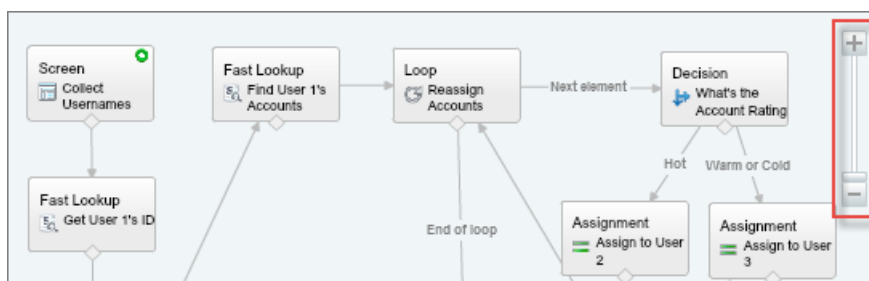 Screen
Collect
Usernames
Fast Lookup
Find User 1's
Accounts
Loop
Reassign
Accounts
Next element
Decision
What's the
Account Rating
Hot
Warm or Cold
Fast Lookup
Get User 1's ID
End of loop
Assignment
Assign to User
2
Assignment
Assign to User
3